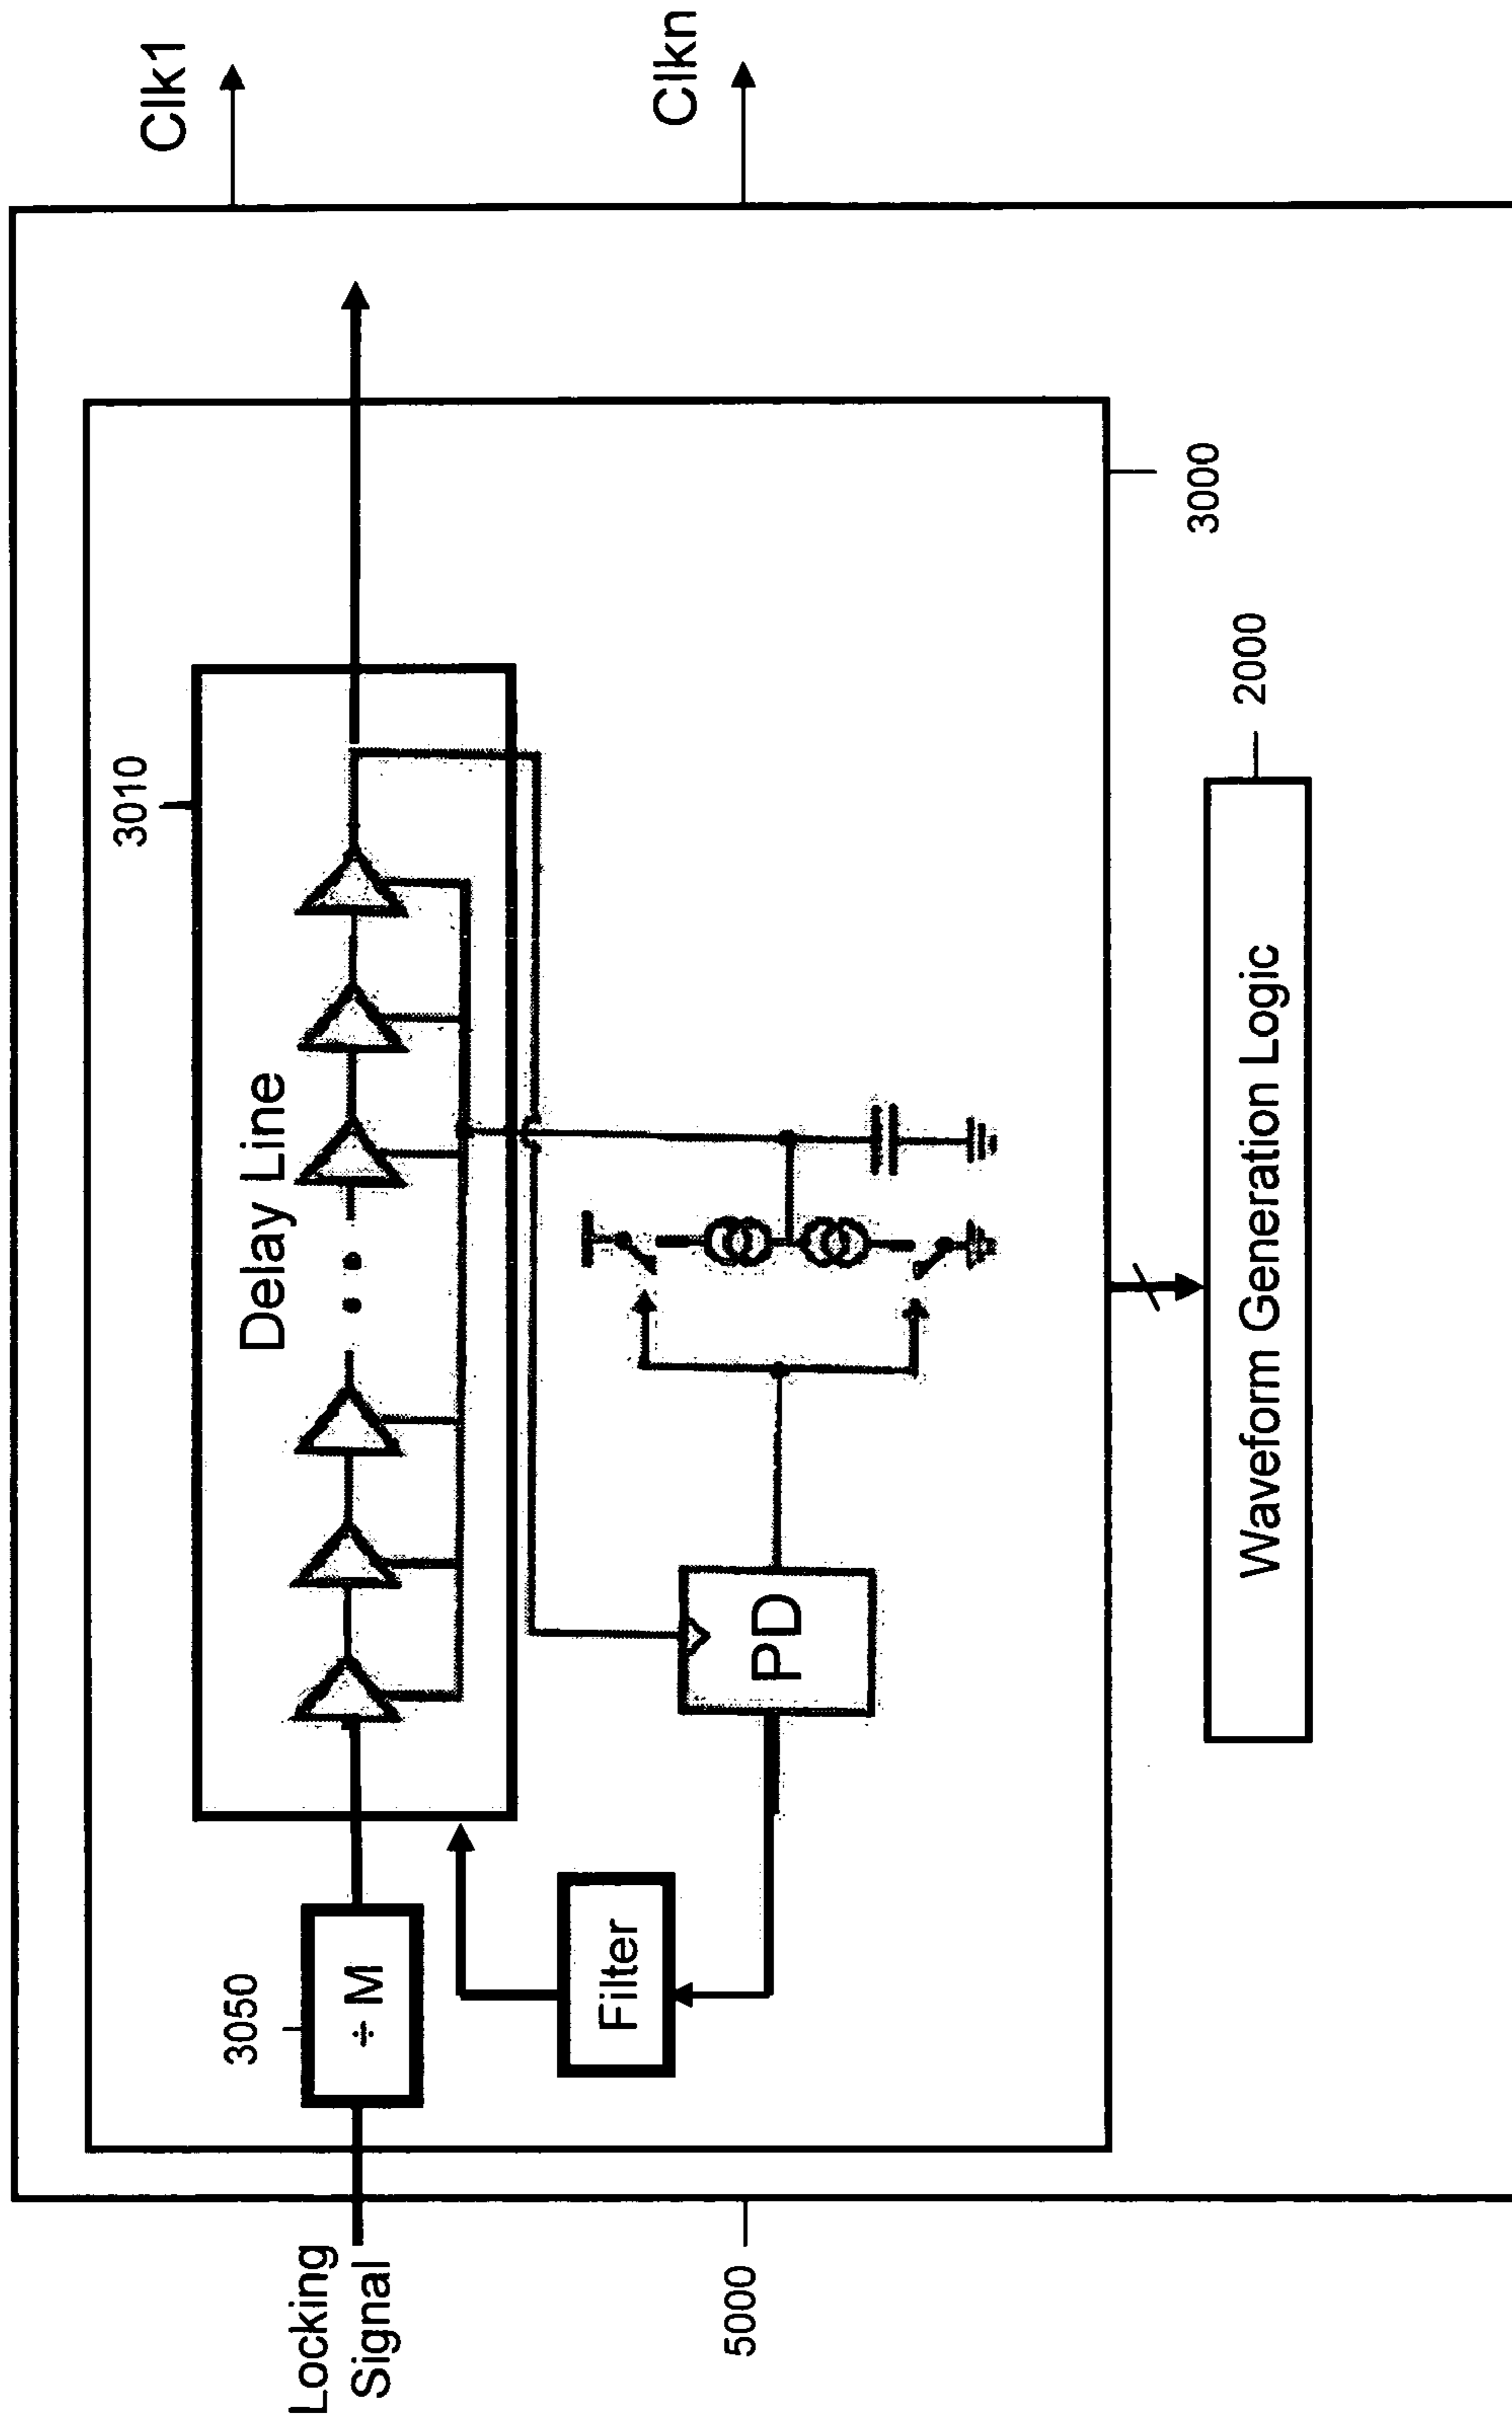 Locking
Signal
3050
÷ M
Filter
3010
Delay Line
PD
Clk1
Clkn
3000
5000
Waveform Generation Logic
2000